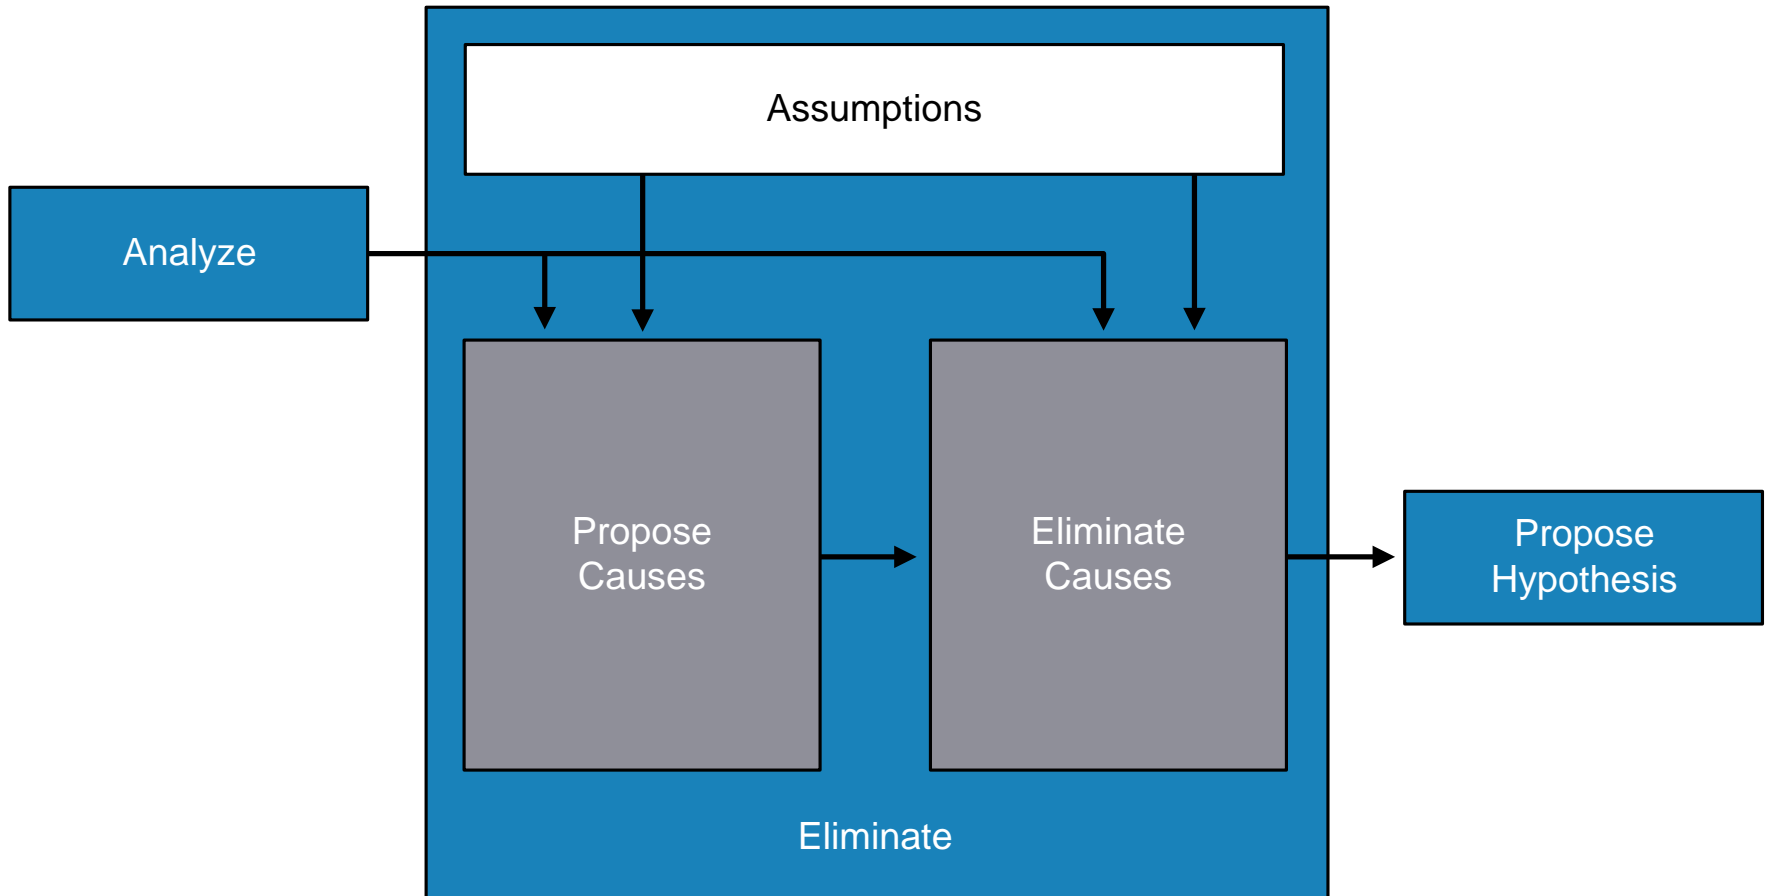 Assumptions
Analyze
Propose
Causes
Eliminate
Causes
Propose
Hypothesis
Eliminate